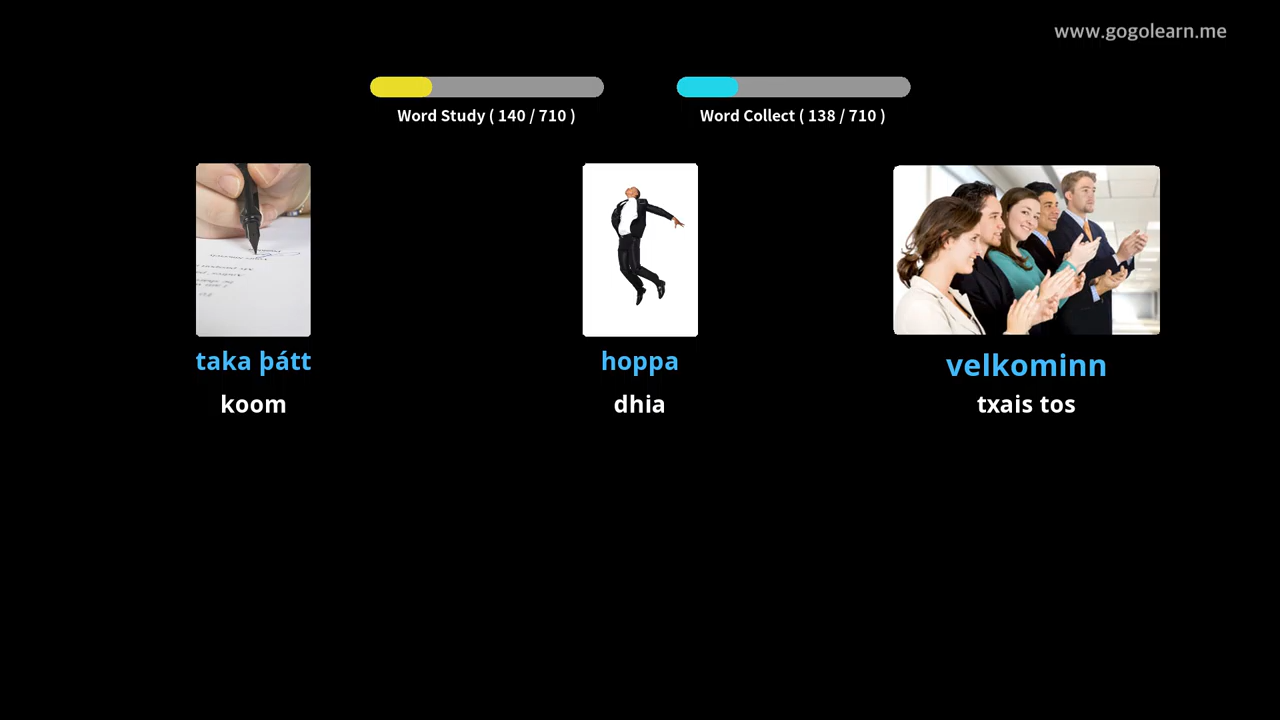 www.gogolearn.me
Word Study ( 140 / 710 )
Word Collect ( 138 / 710 )
taka þátt
hoppa
velkominn
koom
dhia
txais tos